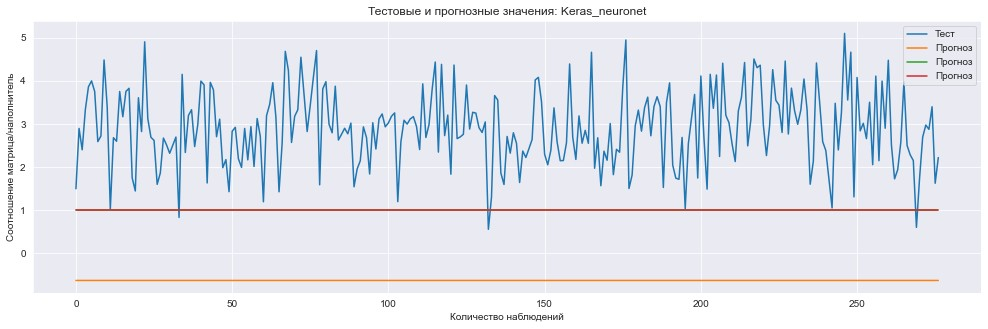 Тестовые и прогнозные значения: Keras_neuronet
Соотношение матрица/наполнитель
5
4
3
2
1
0
Тест
Прогноз
Прогноз
Прогноз
0 50 100 150 200 250
Количество наблюдений